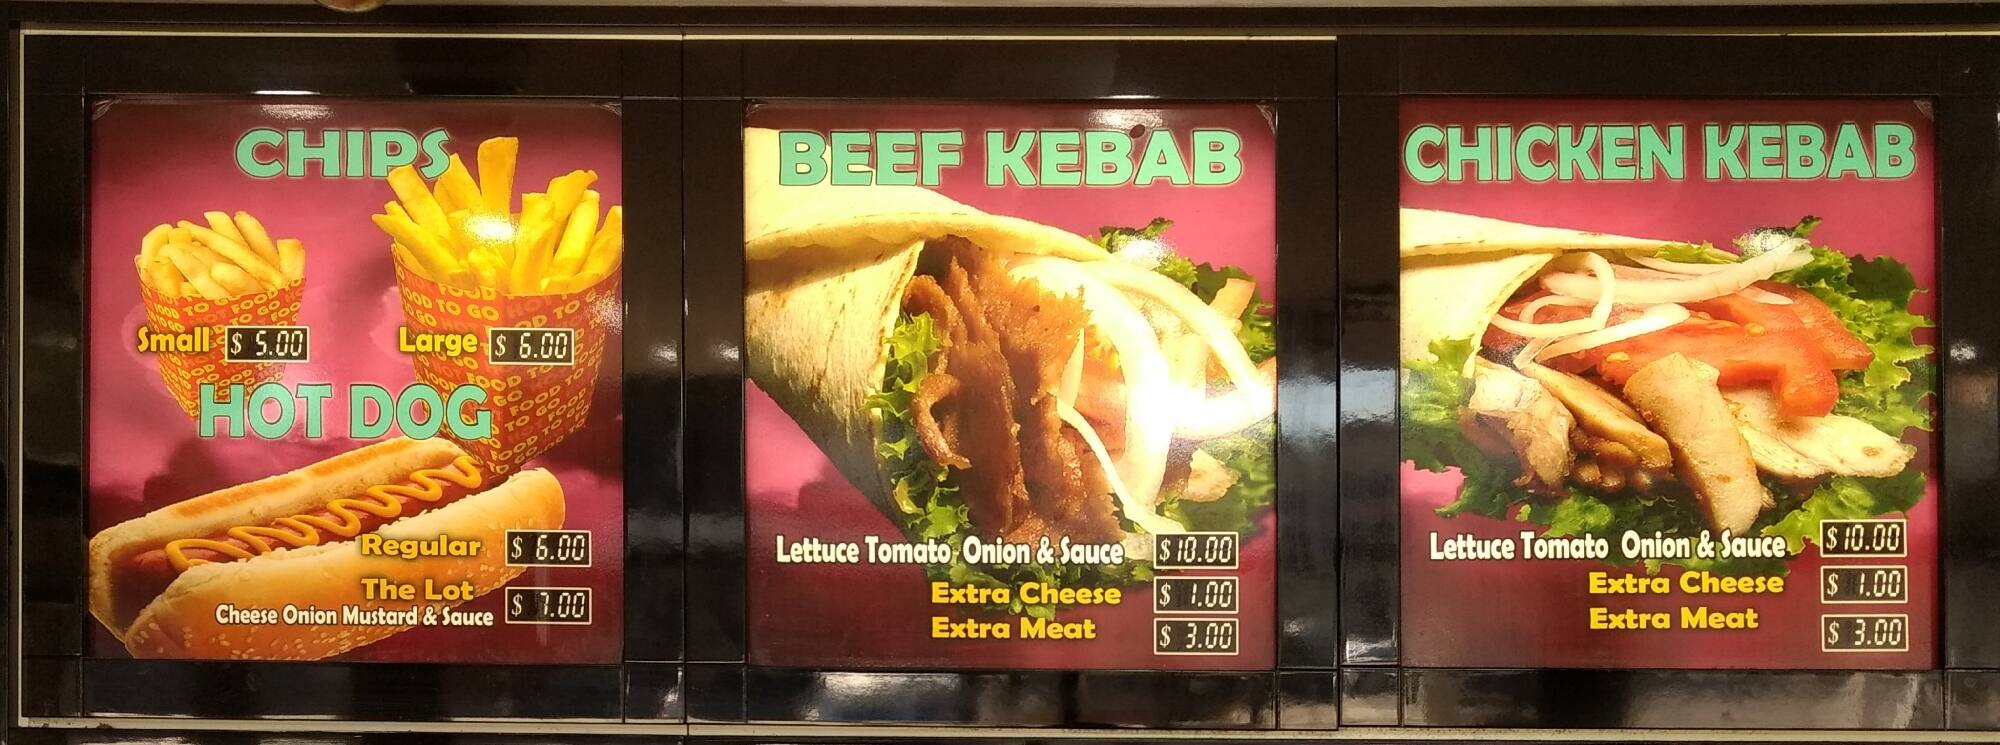 CHIPS
Small $ 5.00
Large $ 6.00
HOT DOG
Regular $ 6.00
The Lot $ 7.00
Cheese Onion Mustard & Sauce
BEEF KEBAB
Lettuce Tomato Onion & Sauce $10.00
Extra Cheese $ 1.00
Extra Meat $ 3.00
CHICKEN KEBAB
Lettuce Tomato Onion & Sauce $10.00
Extra Cheese $ 1.00
Extra Meat $ 3.00